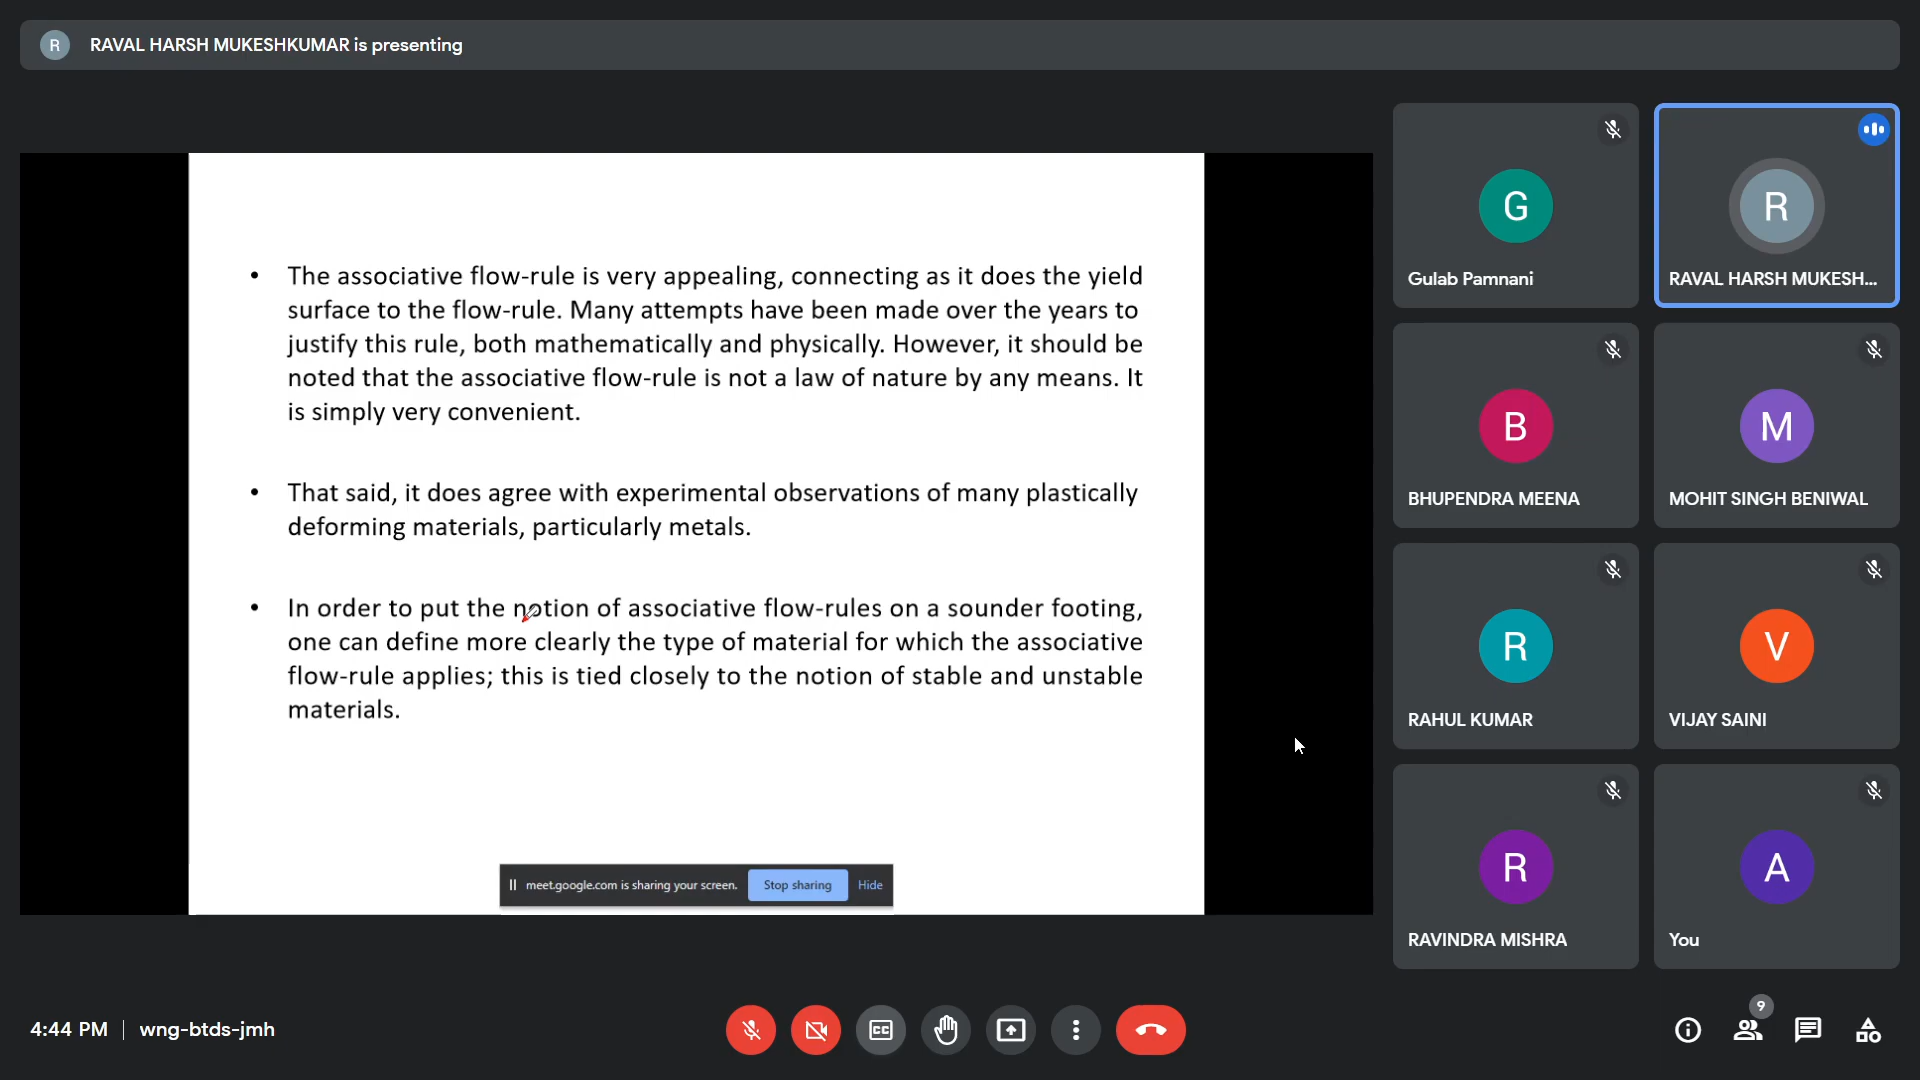 R RAVAL HARSH MUKESHKUMAR is presenting
• The associative flow-rule is very appealing, connecting as it does the yield
surface to the flow-rule. Many attempts have been made over the years to
justify this rule, both mathematically and physically. However, it should be
noted that the associative flow-rule is not a law of nature by any means. It
is simply very convenient.
• That said, it does agree with experimental observations of many plastically
deforming materials, particularly metals.
• In order to put the notion of associative flow-rules on a sounder footing,
one can define more clearly the type of material for which the associative
flow-rule applies; this is tied closely to the notion of stable and unstable
materials.
meet.google.com is sharing your screen. Stop sharing Hide
G
Gulab Pamnani
R
RAVAL HARSH MUKESH...
B
BHUPENDRA MEENA
M
MOHIT SINGH BENIWAL
R
RAHUL KUMAR
V
VIJAY SAINI
R
RAVINDRA MISHRA
A
You
4:44 PM | wng-btds-jmh
CC
9